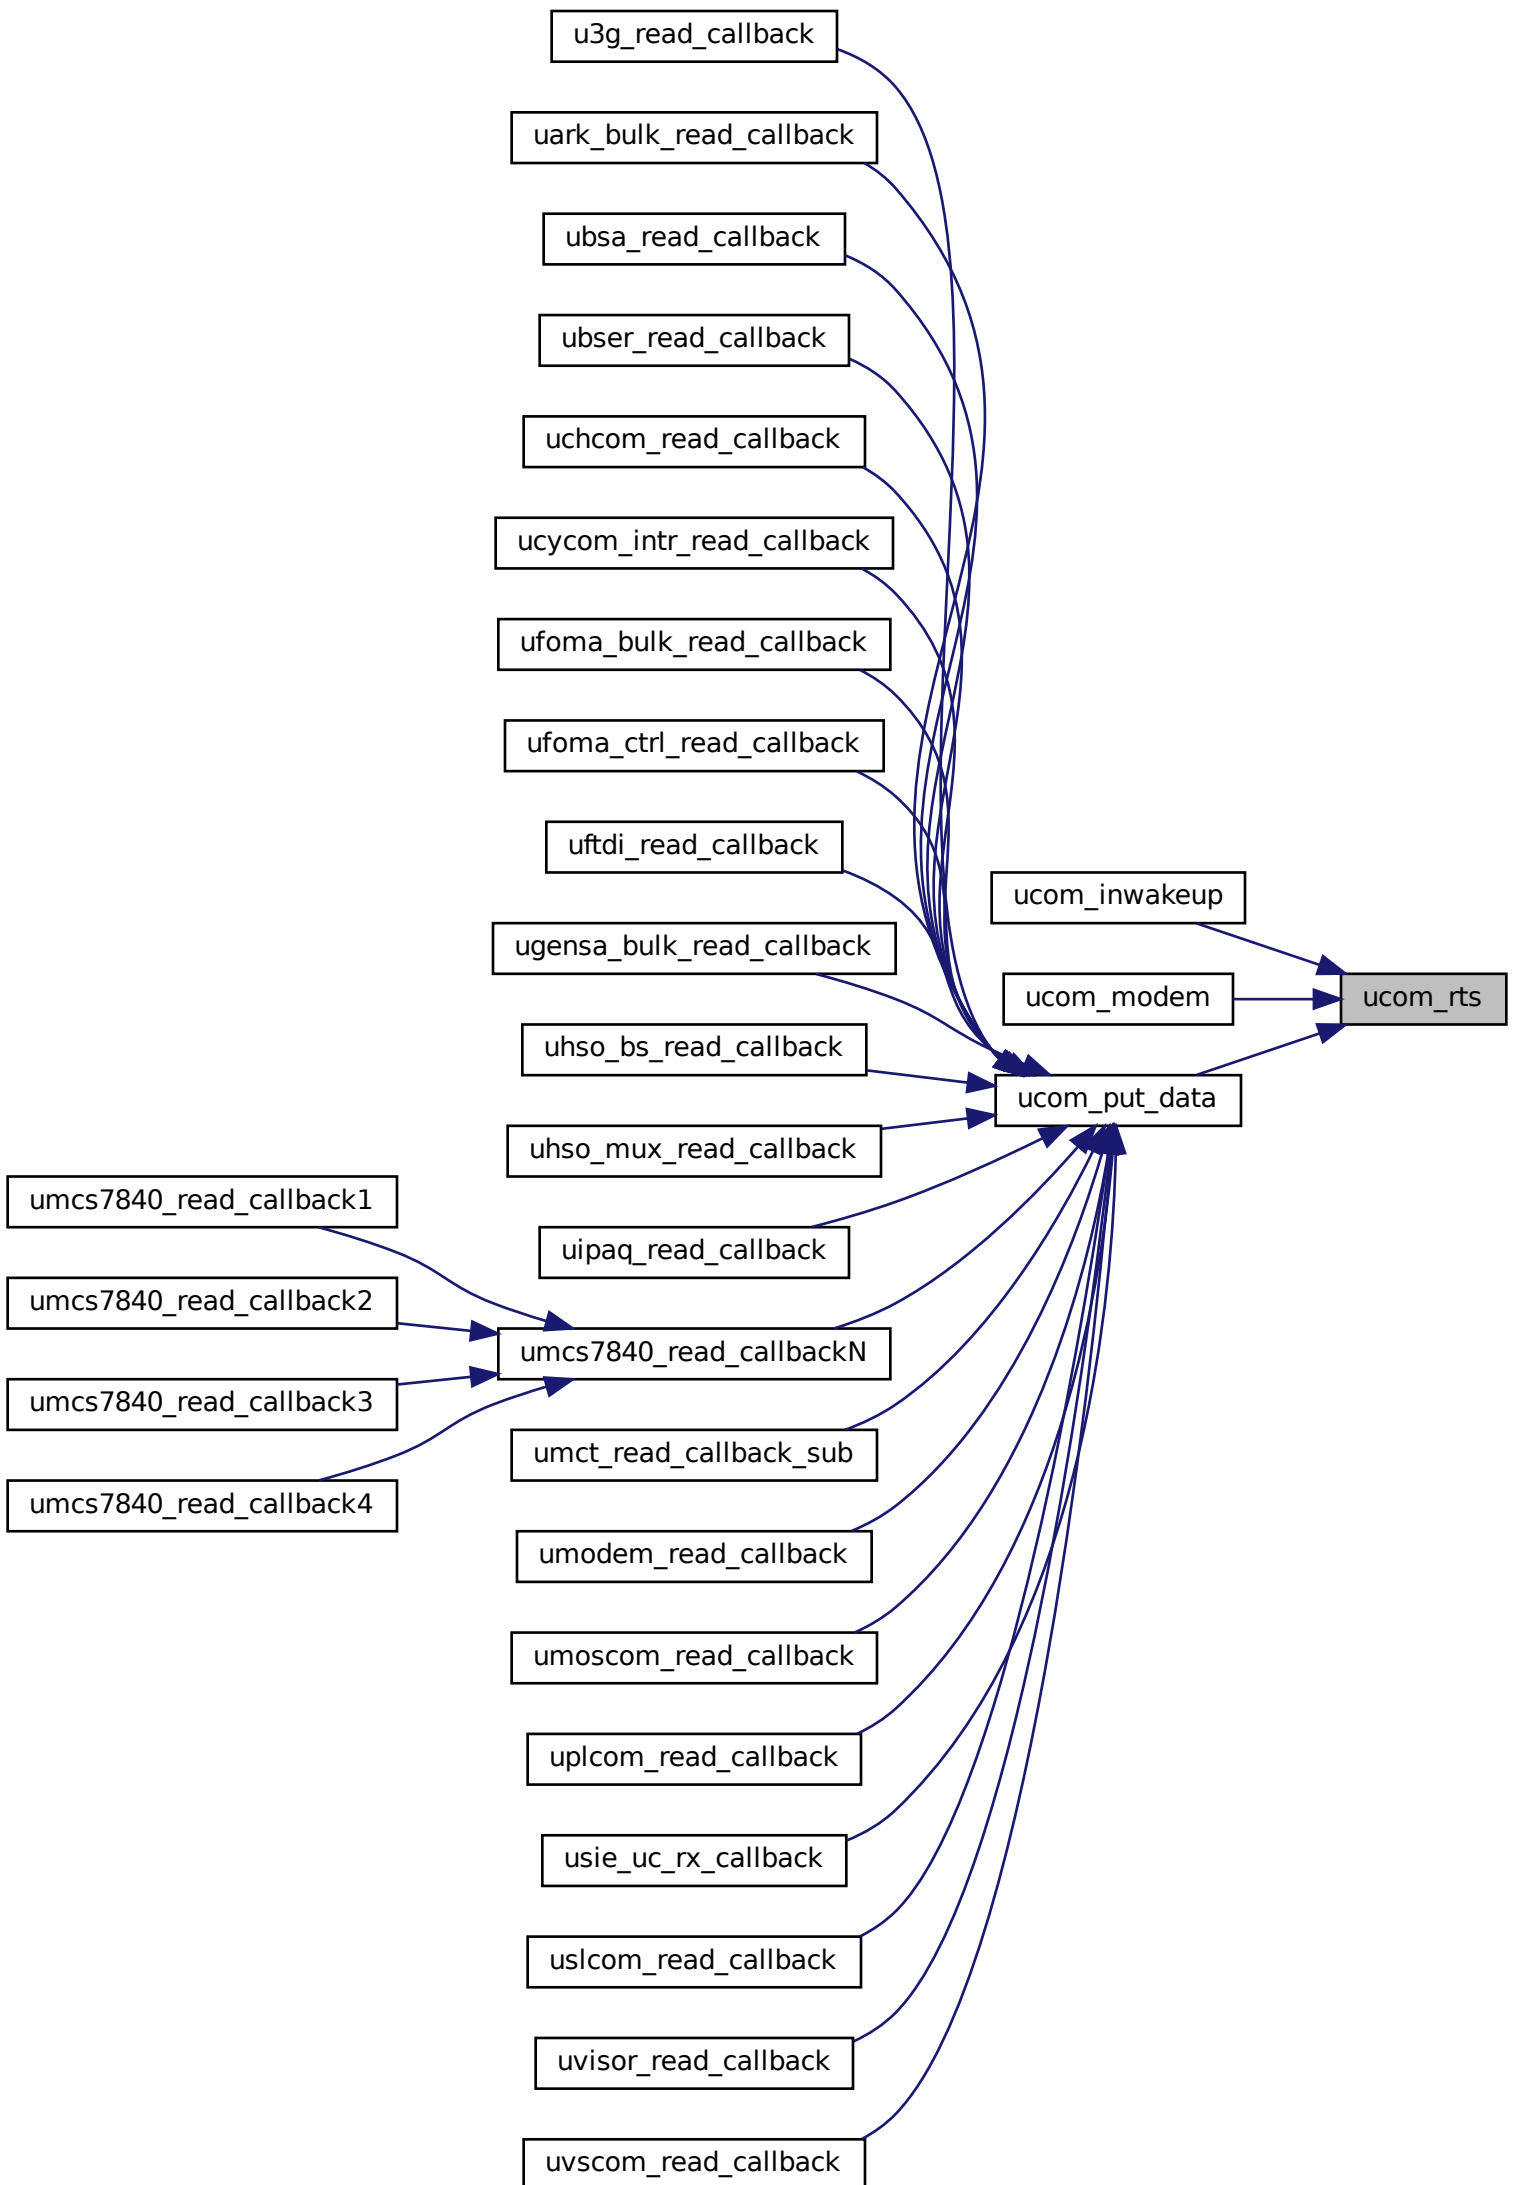 u3g_read_callback
uark_bulk_read_callback
ubsa_read_callback
ubser_read_callback
uchcom_read_callback
ucycom_intr_read_callback
ufoma_bulk_read_callback
ufoma_ctrl_read_callback
uftdi_read_callback
ucom_inwakeup
ugensa_bulk_read_callback
ucom_modem
ucom_rts
uhso_bs_read_callback
ucom_put_data
uhso_mux_read_callback
umcs7840_read_callback1
uipaq_read_callback
umcs7840_read_callback2
umcs7840_read_callbackN
umcs7840_read_callback3
umct_read_callback_sub
umcs7840_read_callback4
umodem_read_callback
umoscom_read_callback
uplcom_read_callback
usie_uc_rx_callback
uslcom_read_callback
uvisor_read_callback
uvscom_read_callback